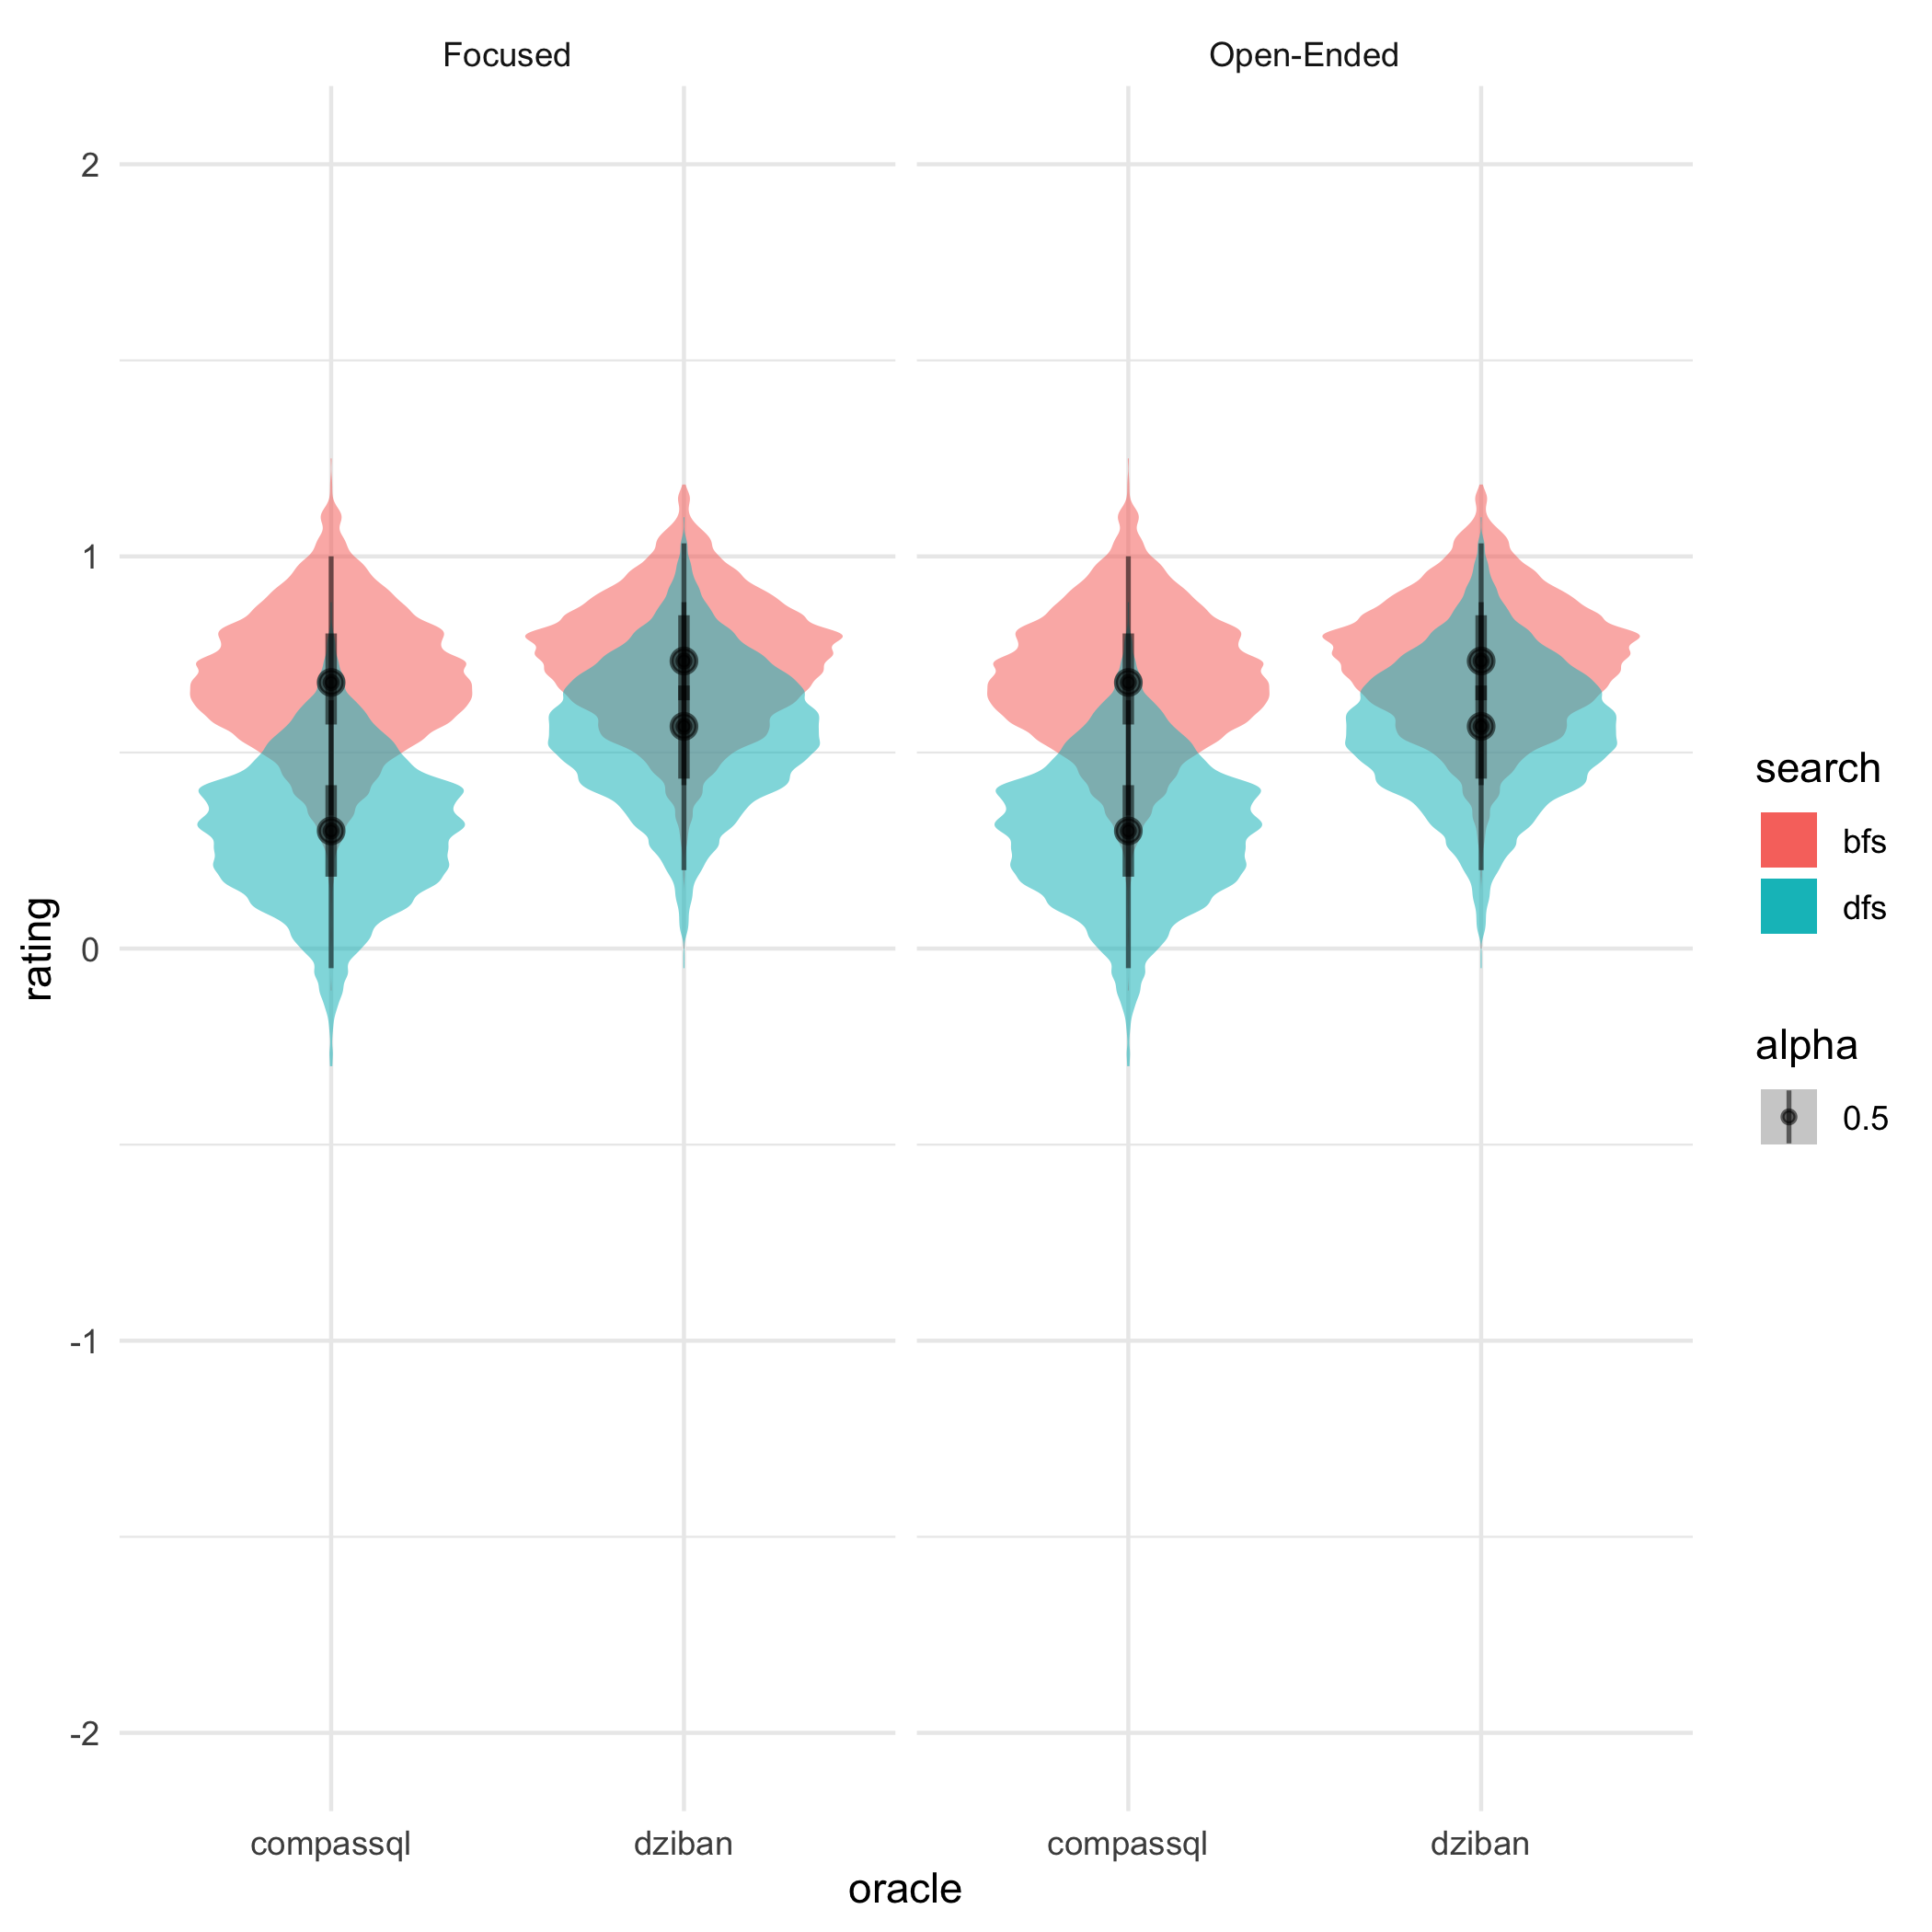 Focused
Open-Ended
2
1
0
-1
-2
rating
compassql
dziban
compassql
dziban
oracle
search
bfs
dfs
alpha
0.5